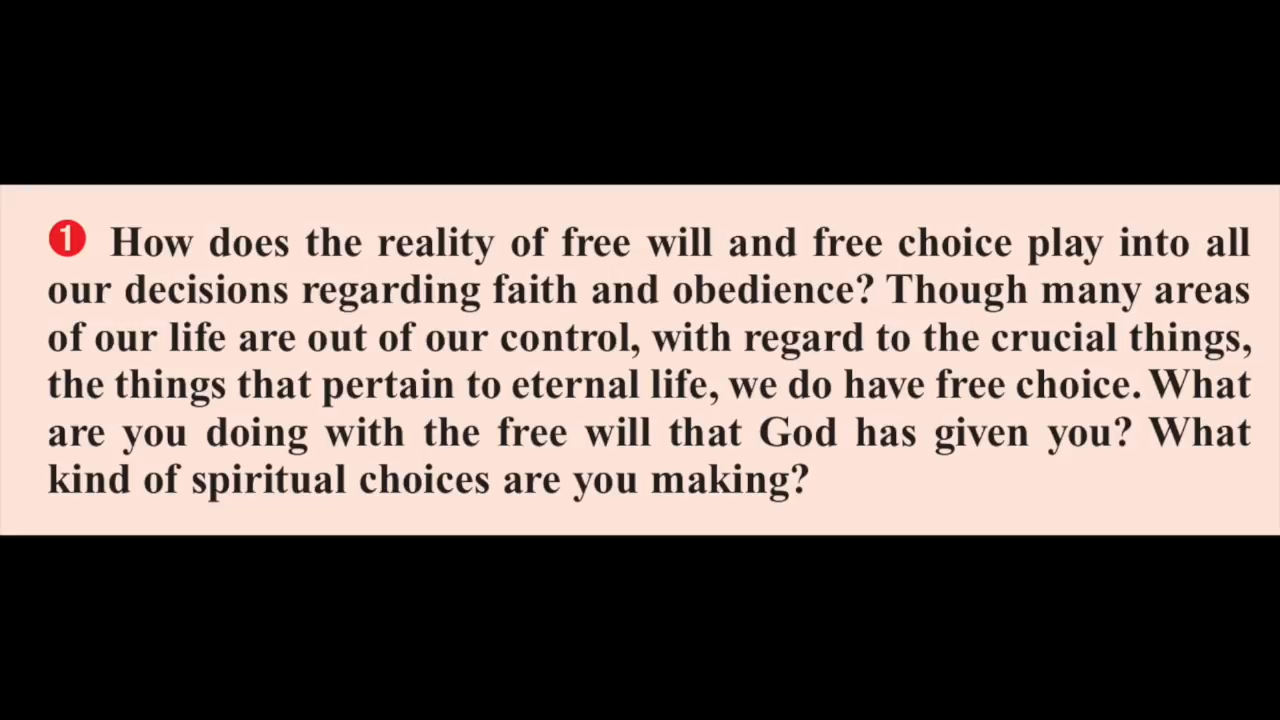 ❶ How does the reality of free will and free choice play into all
our decisions regarding faith and obedience? Though many areas
of our life are out of our control, with regard to the crucial things,
the things that pertain to eternal life, we do have free choice. What
are you doing with the free will that God has given you? What
kind of spiritual choices are you making?